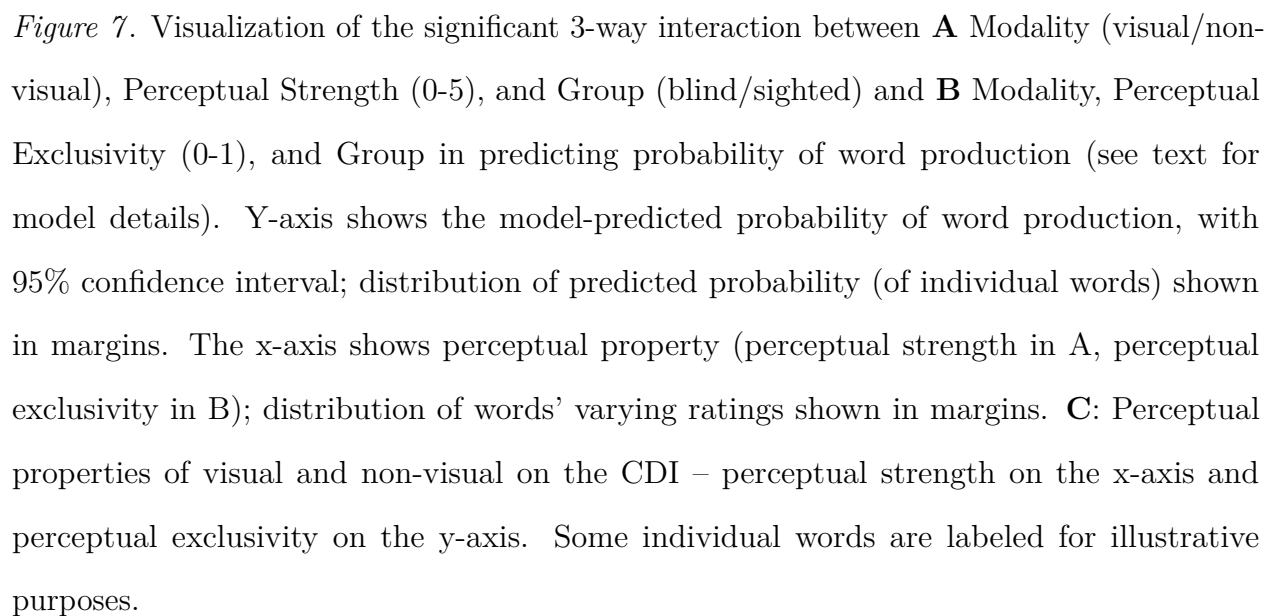 Figure 7. Visualization of the significant 3-way interaction between A Modality (visual/non-
visual), Perceptual Strength (0-5), and Group (blind/sighted) and B Modality, Perceptual
Exclusivity (0-1), and Group in predicting probability of word production (see text for
model details). Y-axis shows the model-predicted probability of word production, with
95% confidence interval; distribution of predicted probability (of individual words) shown
in margins. The x-axis shows perceptual property (perceptual strength in A, perceptual
exclusivity in B); distribution of words’ varying ratings shown in margins. C: Perceptual
properties of visual and non-visual on the CDI – perceptual strength on the x-axis and
perceptual exclusivity on the y-axis. Some individual words are labeled for illustrative
purposes.